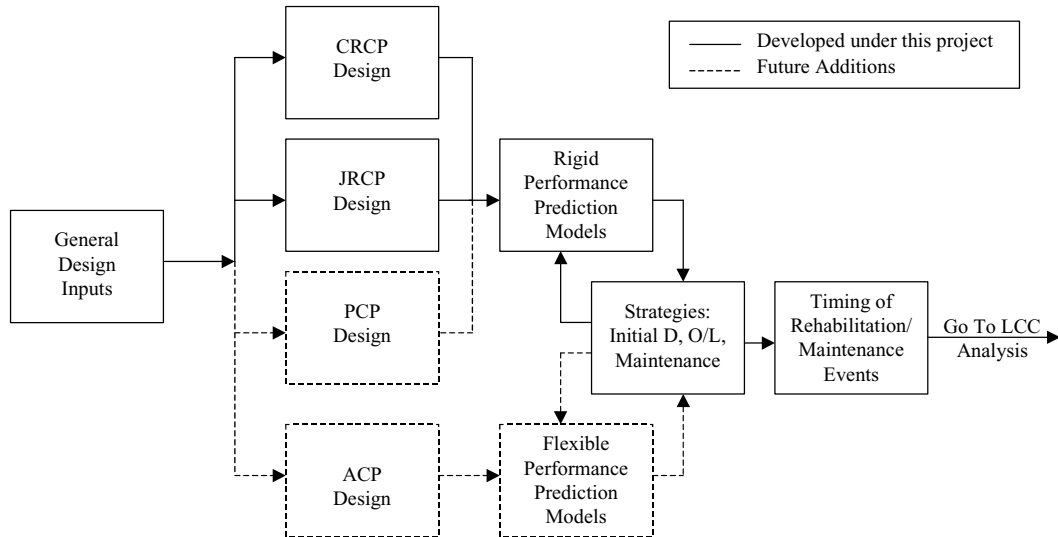 CRCP
Design
Developed under this project
Future Additions
JRCP
Design
Rigid
Performance
Prediction
Models
General
Design
Inputs
PCP
Design
Strategies:
Initial D, O/L,
Maintenance
Timing of
Rehabilitation/
Maintenance
Events
Go To LCC
Analysis
ACP
Design
Flexible
Performance
Prediction
Models